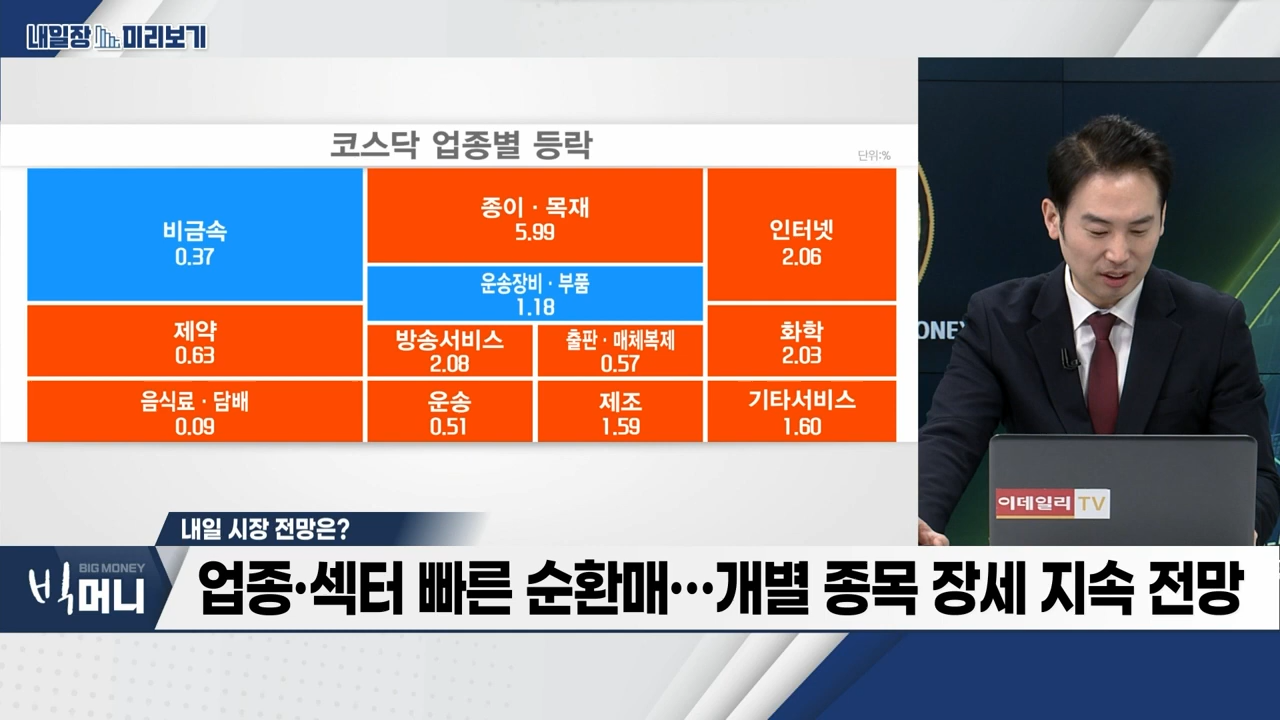 내일장 미리보기
코스닥 업종별 등락
단위:%
비금속
0.37
종이·목재
5.99
인터넷
2.06
운송장비·부품
1.18
제약
0.63
방송서비스
2.08
출판·매체복제
0.57
화학
2.03
음식료·담배
0.09
운송
0.51
제조
1.59
기타서비스
1.60
ONEY
이데일리 TV
내일 시장 전망은?
BIG MONEY
빅머니
업종·섹터 빠른 순환매…개별 종목 장세 지속 전망